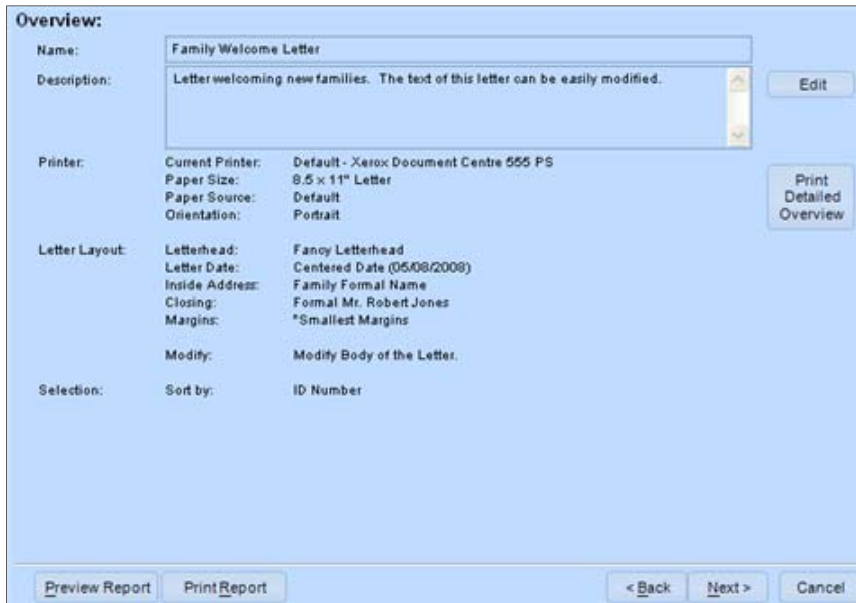 Overview:
Name: Family Welcome Letter
Description: Letter welcoming new families. The text of this letter can be easily modified.
Edit
Printer: Current Printer: Default - Xerox Document Centre 555 PS
Paper Size: 8.5 x 11" Letter
Paper Source: Default
Orientation: Portrait
Print
Detailed
Overview
Letter Layout: Letterhead: Fancy Letterhead
Letter Date: Centered Date (05/08/2008)
Inside Address: Family Formal Name
Closing: Formal Mr. Robert Jones
Margins: *Smallest Margins
Modify: Modify Body of the Letter.
Selection: Sort by: ID Number
Preview Report Print Report < Back Next > Cancel